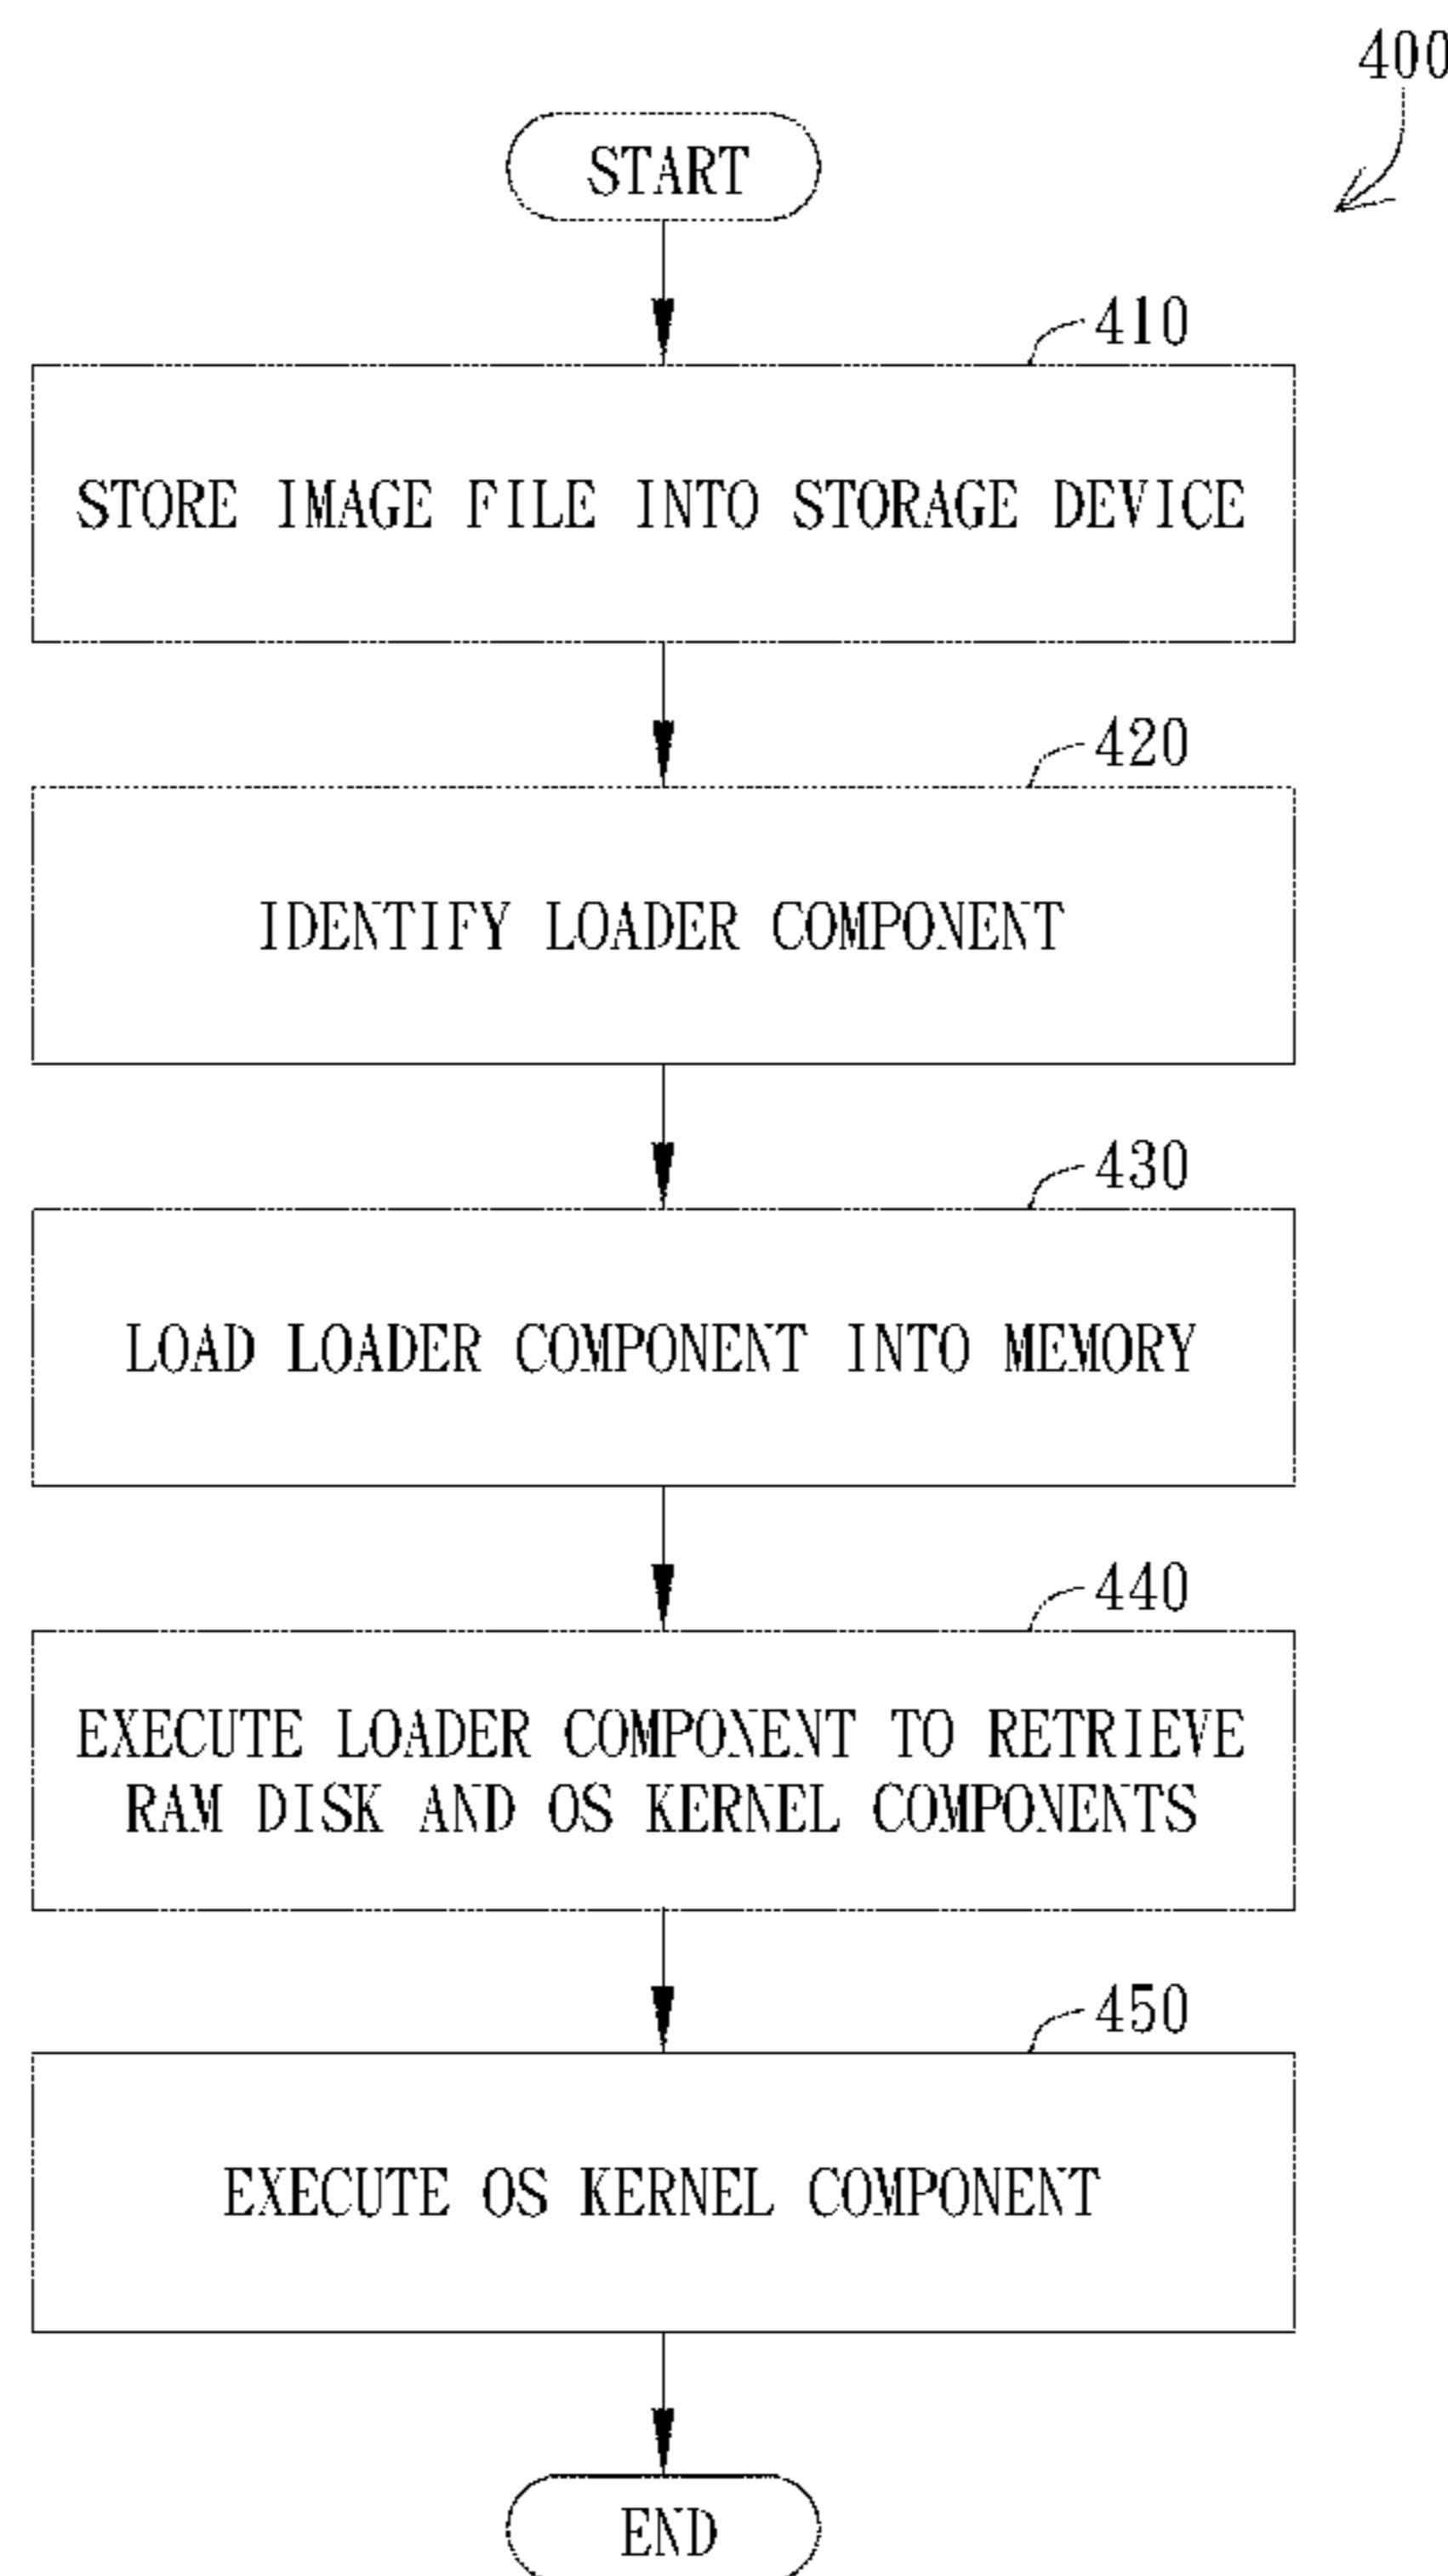 400
START
410
STORE IMAGE FILE INTO STORAGE DEVICE
420
IDENTIFY LOADER COMPONENT
430
LOAD LOADER COMPONENT INTO MEMORY
440
EXECUTE LOADER COMPONENT TO RETRIEVE
RAM DISK AND OS KERNEL COMPONENTS
450
EXECUTE OS KERNEL COMPONENT
END